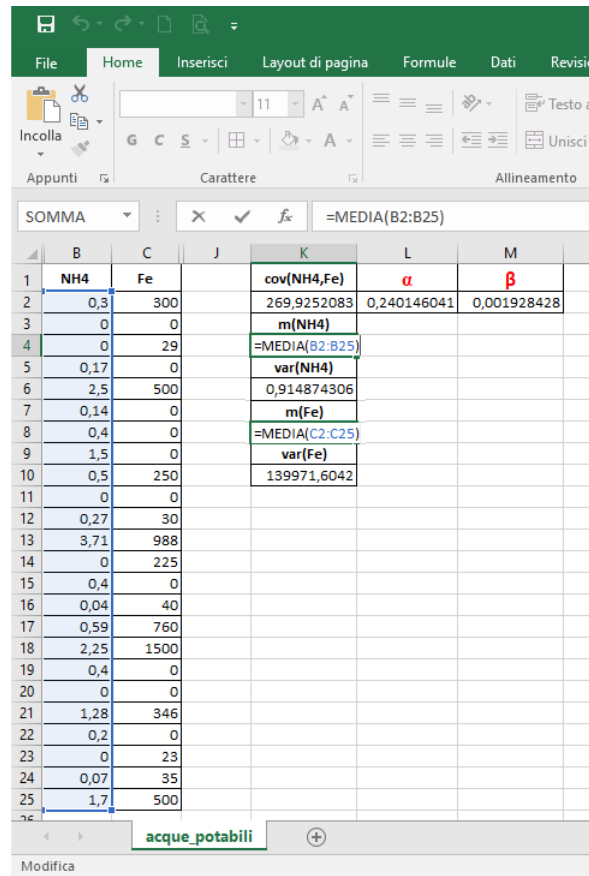 File Home Inserisci Layout di pagina Formule Dati Revisi
Incolla
11 A A
G C S A
Testo a
Unisci
Appunti Carattere Allineamento
SOMMA fx =MEDIA(B2:B25)
B C J K L M
1 NH4 Fe cov(NH4,Fe) α β
2 0,3 300 269,9252083 0,240146041 0,001928428
3 0 0 m(NH4)
4 0 29 =MEDIA(B2:B25)
5 0,17 0 var(NH4)
6 2,5 500 0,914874306
7 0,14 0 m(Fe)
8 0,4 0 =MEDIA(C2:C25)
9 1,5 0 var(Fe)
10 0,5 250 139971,6042
11 0 0
12 0,27 30
13 3,71 988
14 0 225
15 0,4 0
16 0,04 40
17 0,59 760
18 2,25 1500
19 0,4 0
20 0 0
21 1,28 346
22 0,2 0
23 0 23
24 0,07 35
25 1,7 500
26
acque_potabili
Modifica